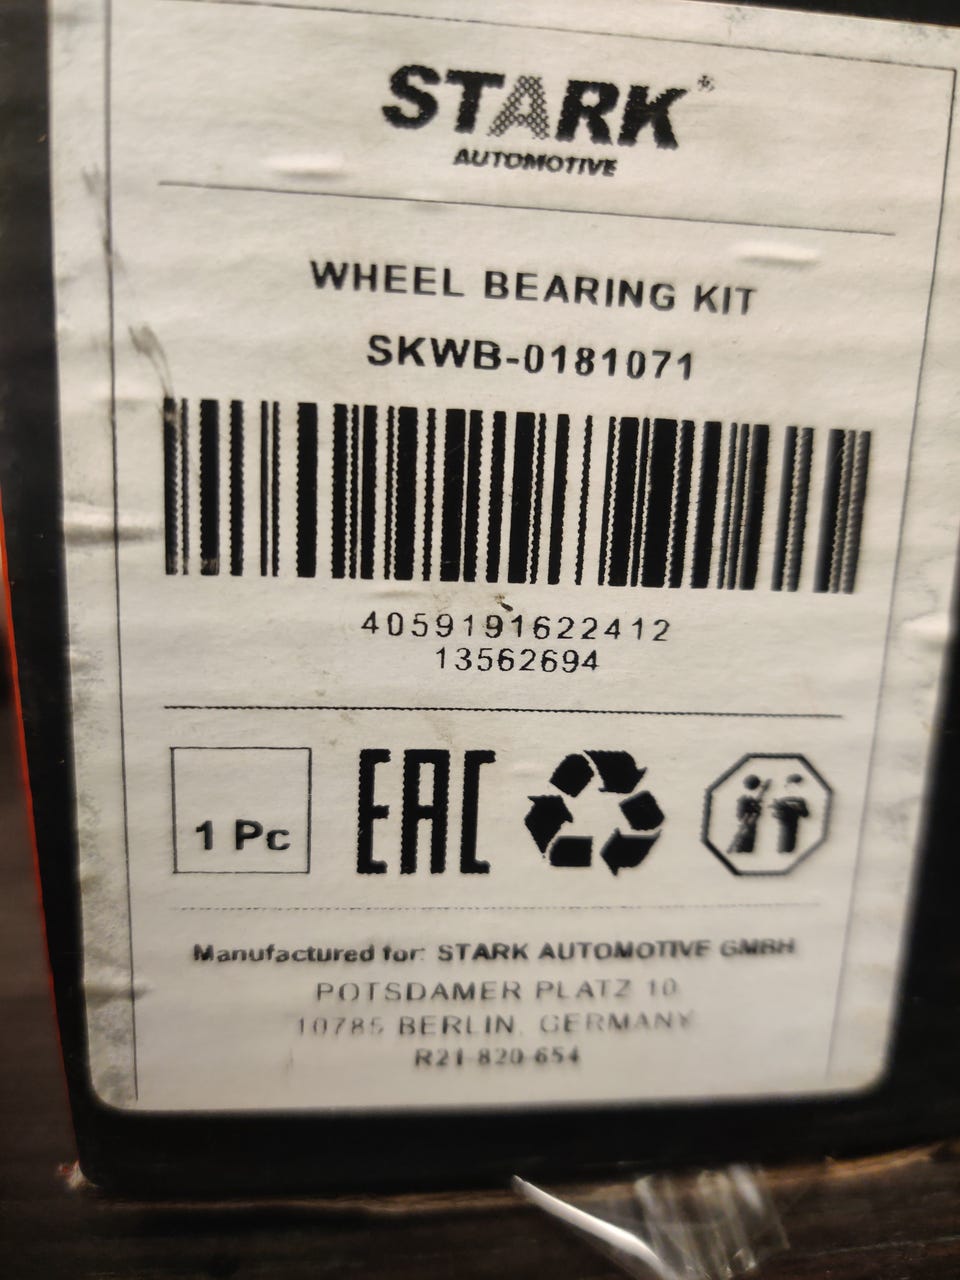 STARK®
AUTOMOTIVE
WHEEL BEARING KIT
SKWB-0181071
4059191622412
13562694
1 Pc
EAC
Manufactured for: STARK AUTOMOTIVE GMBH
POTSDAMER PLATZ 10
10785 BERLIN, GERMANY
R21-820-654